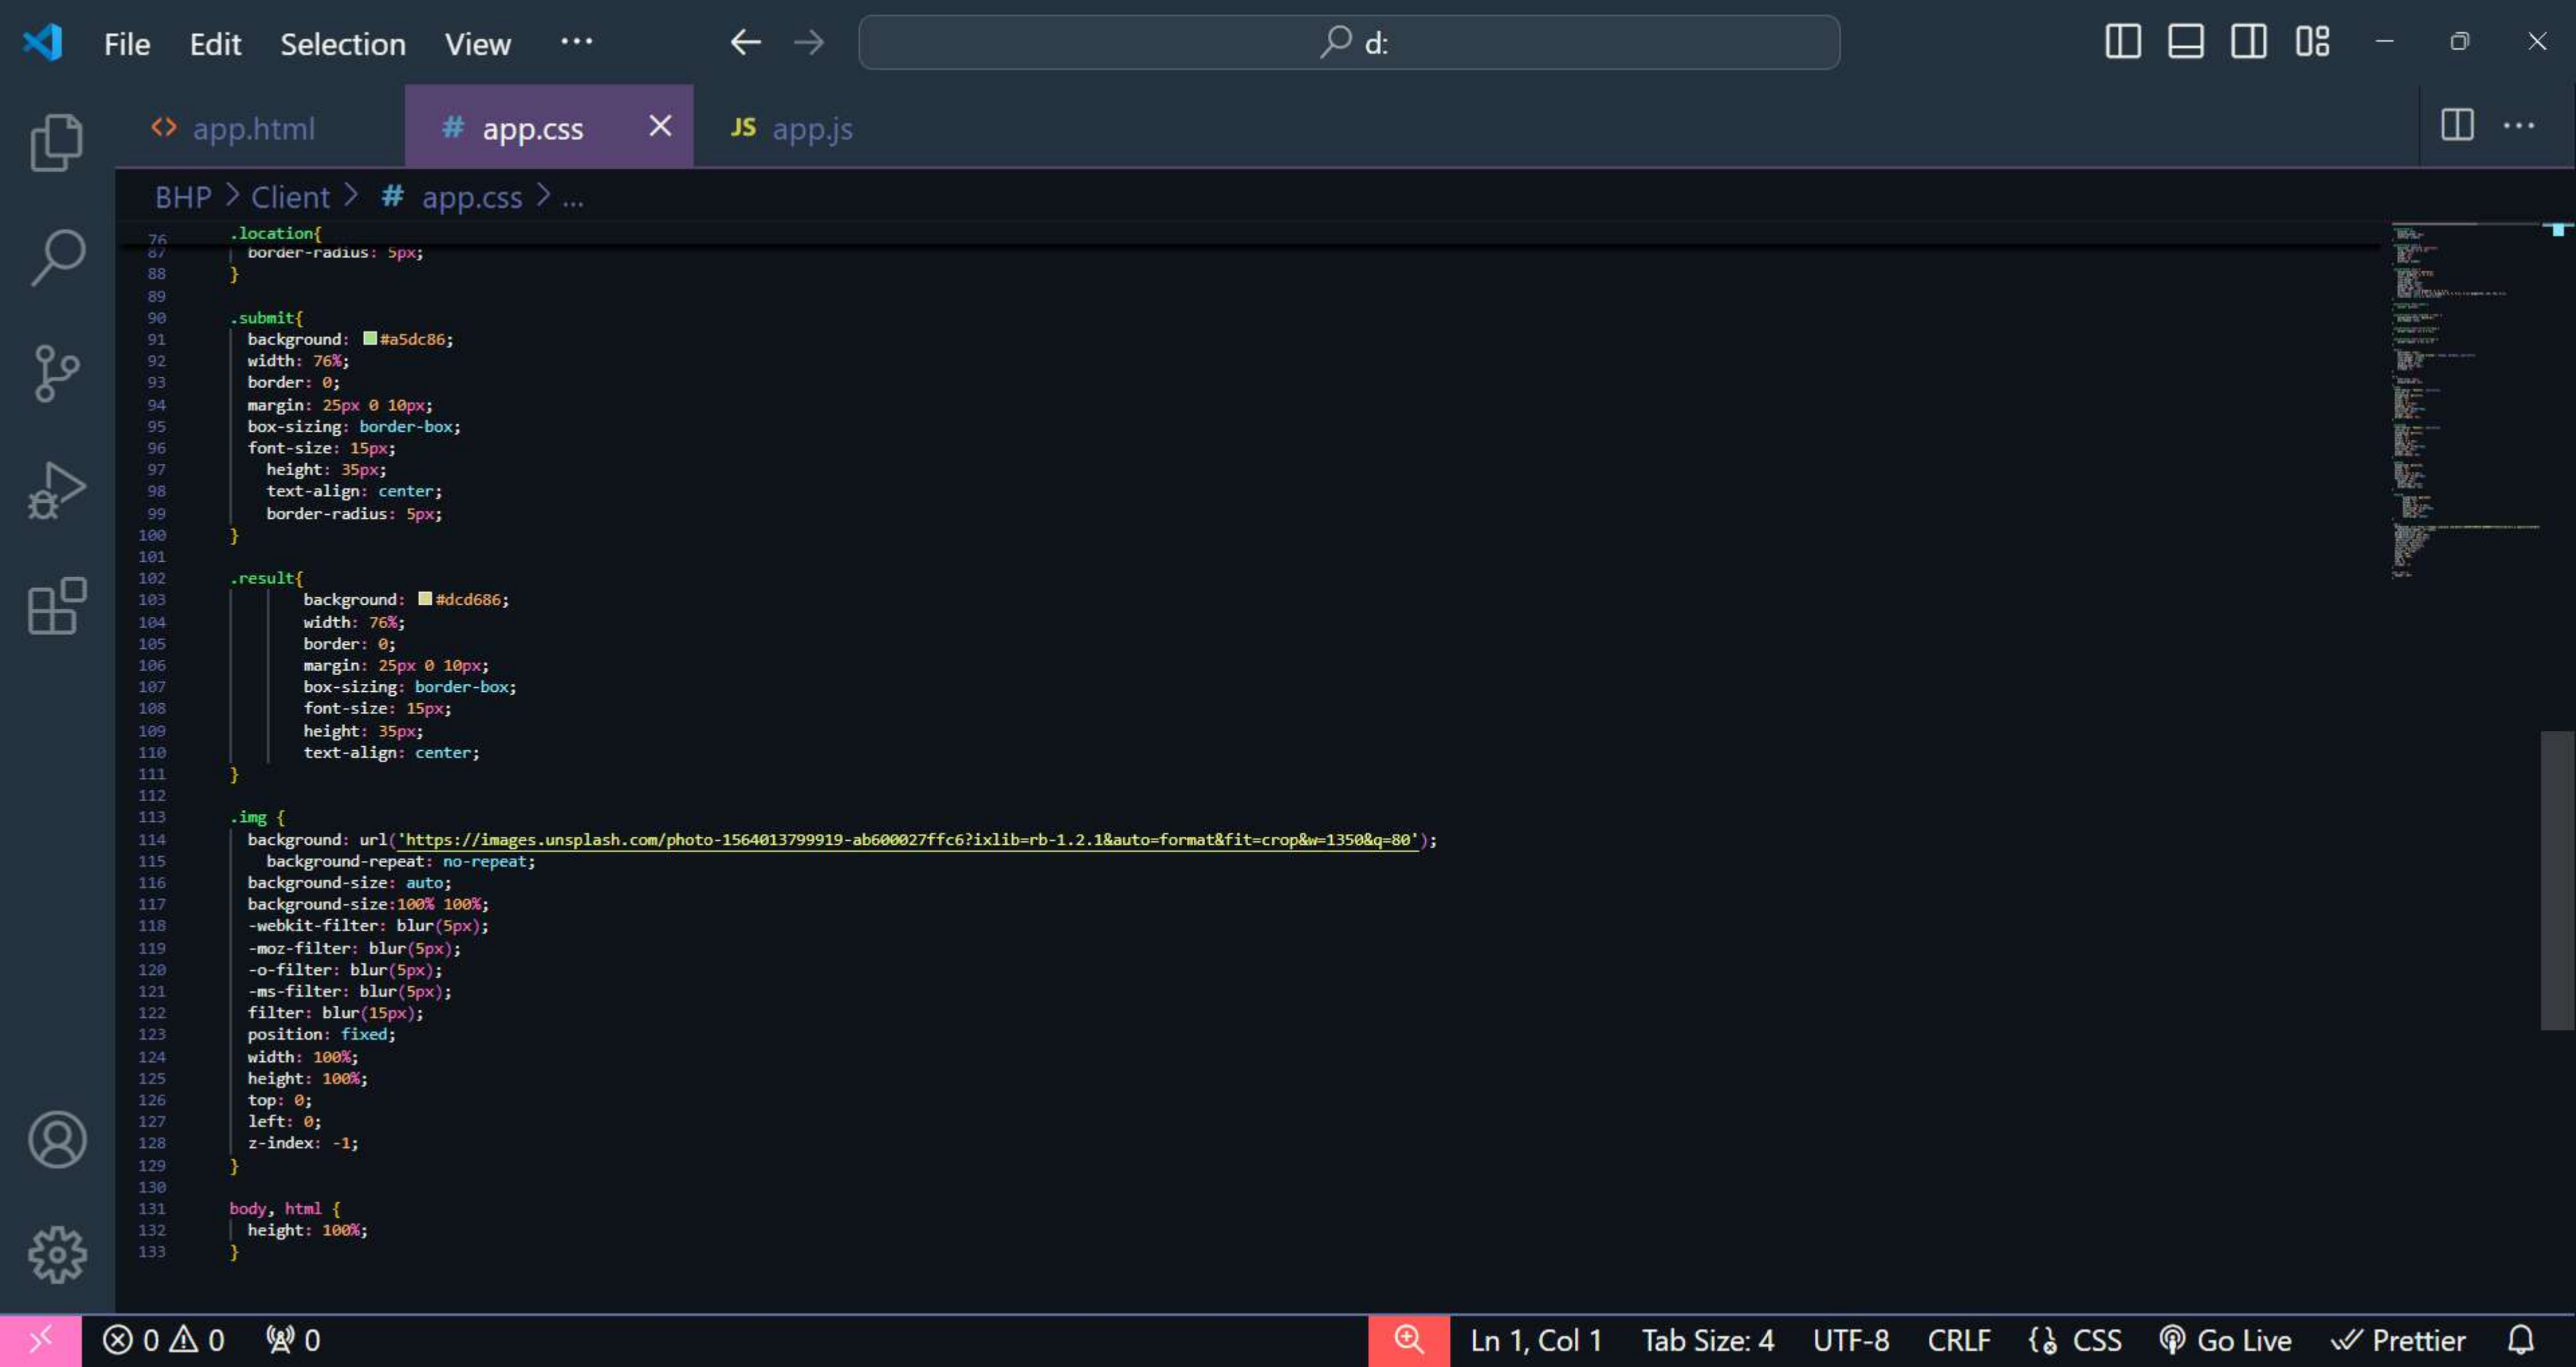 File Edit Selection View ··· d:
app.html # app.css JS app.js
BHP > Client > # app.css > ...
76 .location{
87 border-radius: 5px;
88 }
89
90 .submit{
91 background: #a5dc86;
92 width: 76%;
93 border: 0;
94 margin: 25px 0 10px;
95 box-sizing: border-box;
96 font-size: 15px;
97 height: 35px;
98 text-align: center;
99 border-radius: 5px;
100 }
101
102 .result{
103 background: #dcd686;
104 width: 76%;
105 border: 0;
106 margin: 25px 0 10px;
107 box-sizing: border-box;
108 font-size: 15px;
109 height: 35px;
110 text-align: center;
111 }
112
113 .img {
114 background: url('https://images.unsplash.com/photo-1564013799919-ab600027ffc6?ixlib=rb-1.2.1&auto=format&fit=crop&w=1350&q=80');
115 background-repeat: no-repeat;
116 background-size: auto;
117 background-size:100% 100%;
118 -webkit-filter: blur(5px);
119 -moz-filter: blur(5px);
120 -o-filter: blur(5px);
121 -ms-filter: blur(5px);
122 filter: blur(15px);
123 position: fixed;
124 width: 100%;
125 height: 100%;
126 top: 0;
127 left: 0;
128 z-index: -1;
129 }
130
131 body, html {
132 height: 100%;
133 }
0 0 0 Ln 1, Col 1 Tab Size: 4 UTF-8 CRLF CSS Go Live Prettier